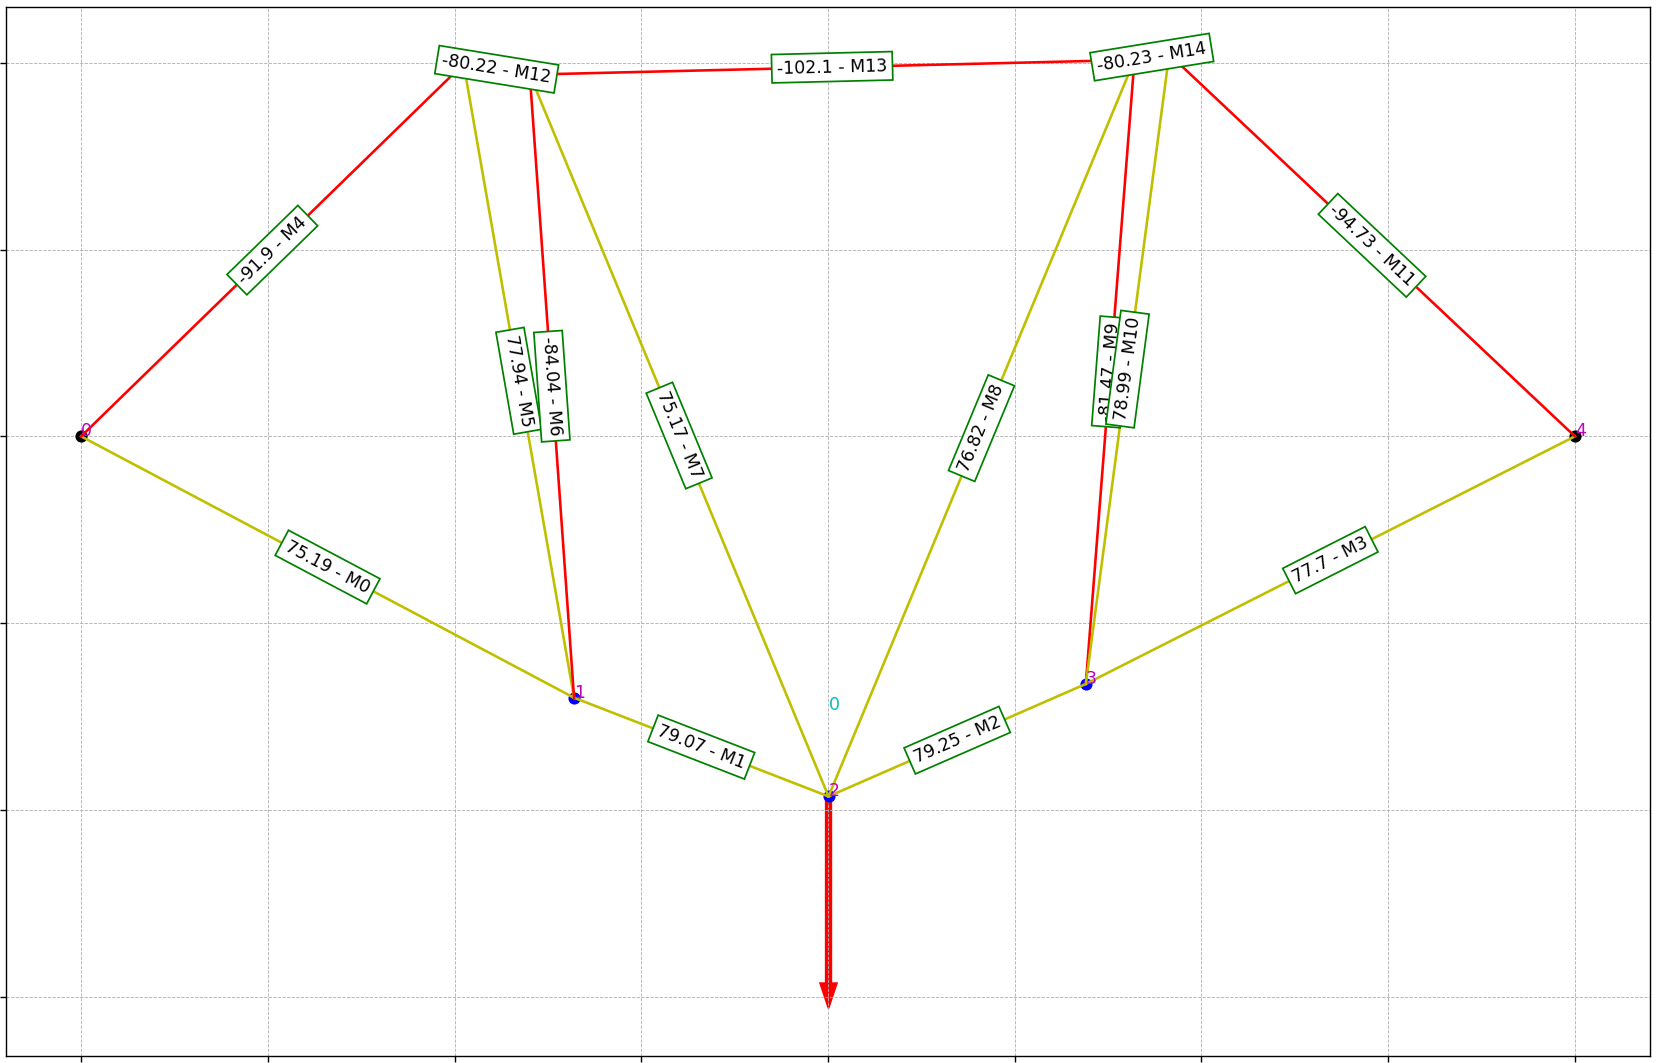 -80.22 - M12
-102.1 - M13
-80.23 - M14
-91.9 - M4
-94.73 - M11
77.94 - M5
-84.04 - M6
75.17 - M7
76.82 - M8
81.47 - M9
78.99 - M10
0
4
75.19 - M0
77.7 - M3
1
3
0
79.07 - M1
79.25 - M2
2